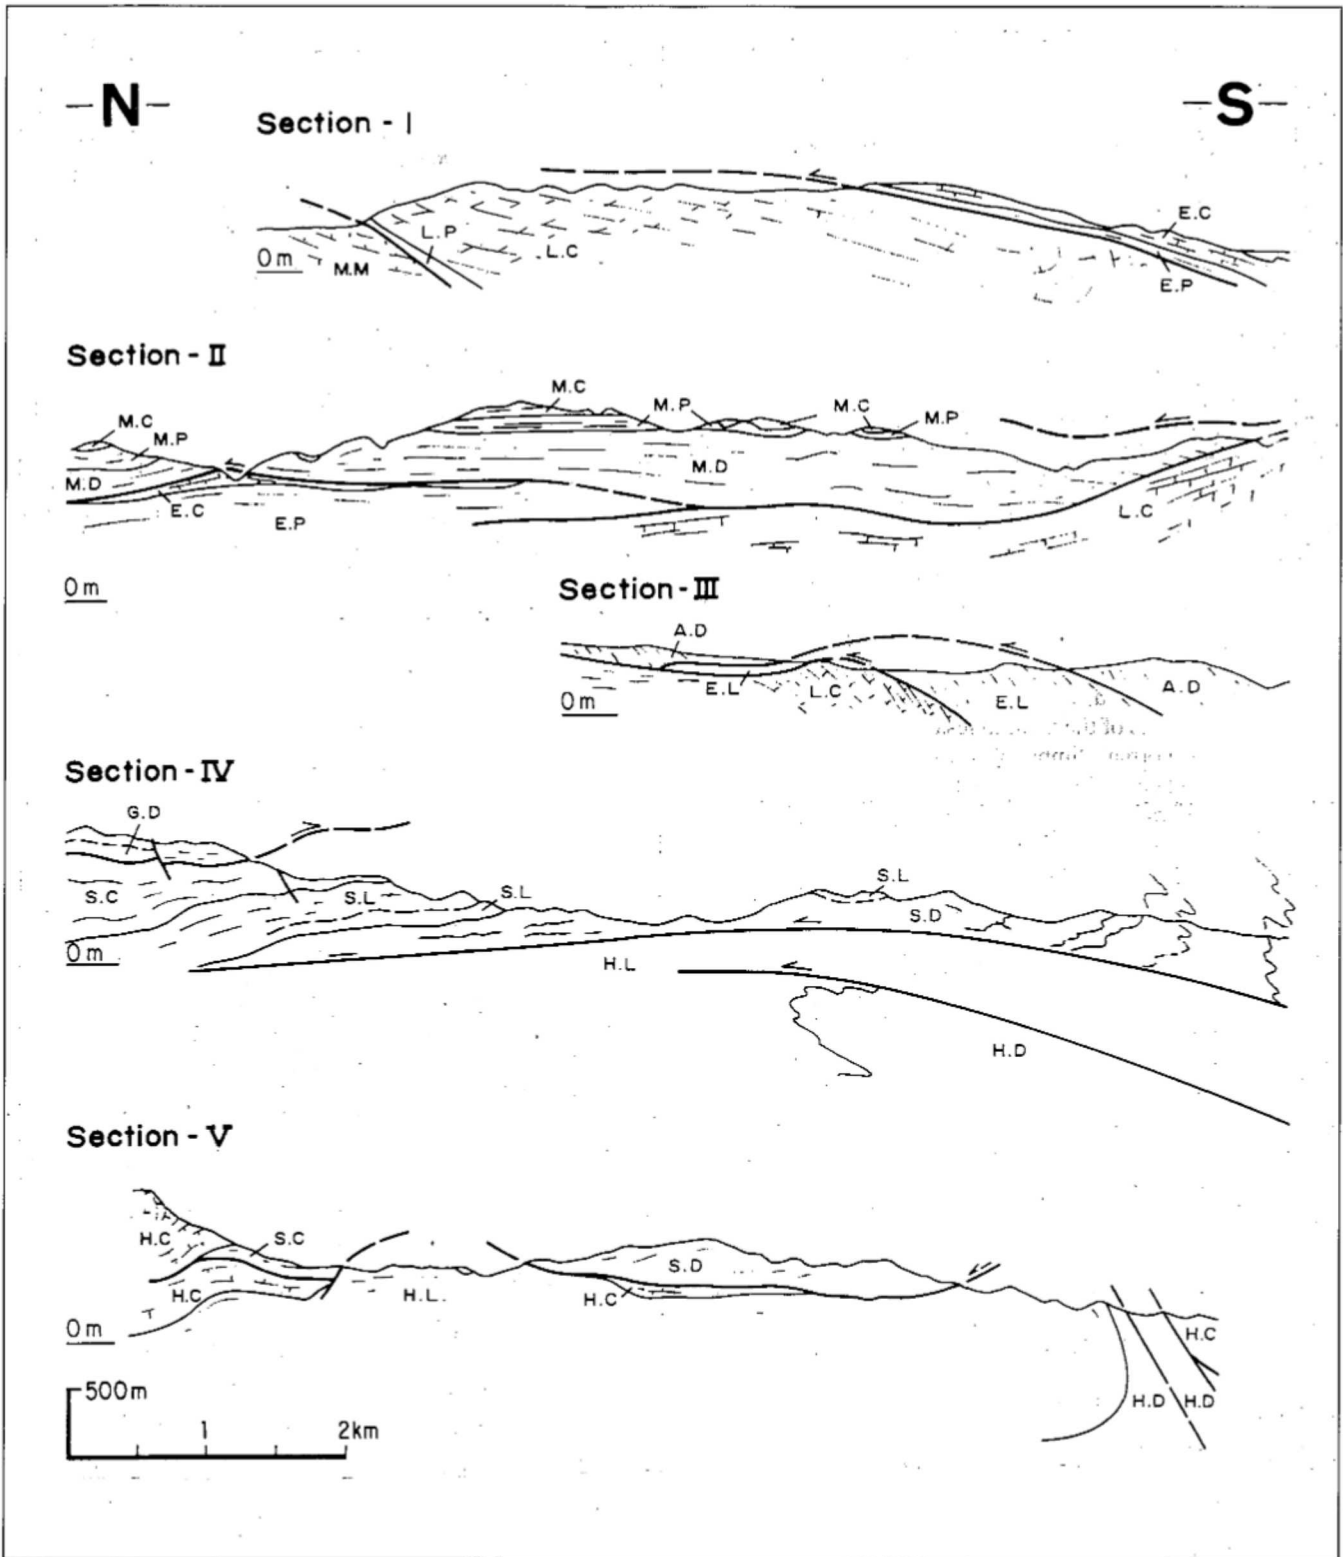 -N-
-S-
Section - I
E.C
L.P
L.C
0m
M.M
E.P
Section - II
M.C
M.P
M.C
M.C
M.P
M.P
M.D
M.D
E.C
E.P
L.C
0m
Section - III
A.D
E.L
L.C
E.L
A.D
0m
Section - IV
G.D
S.C
S.L
S.L
S.L
S.D
0m
H.L
H.D
Section - V
H.C
S.C
S.D
H.C
H.L.
H.C
0m
H.C
H.D
H.D
500m
1
2km